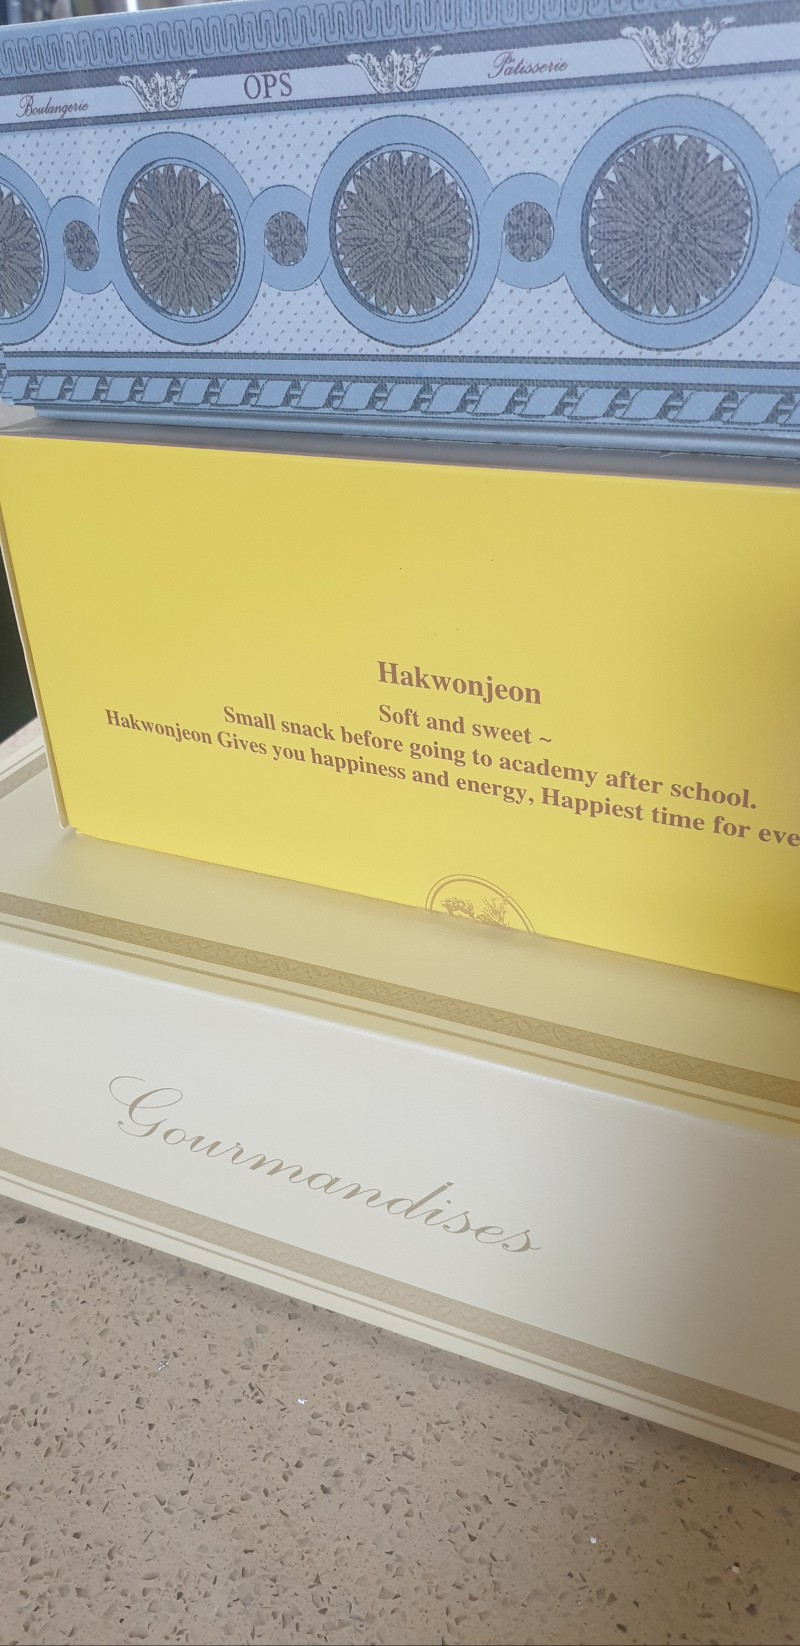 Boulangerie OPS Pâtisserie
Hakwonjeon
Soft and sweet ~
Small snack before going to academy after school.
Hakwonjeon Gives you happiness and energy, Happiest time for eve
Gourmandises